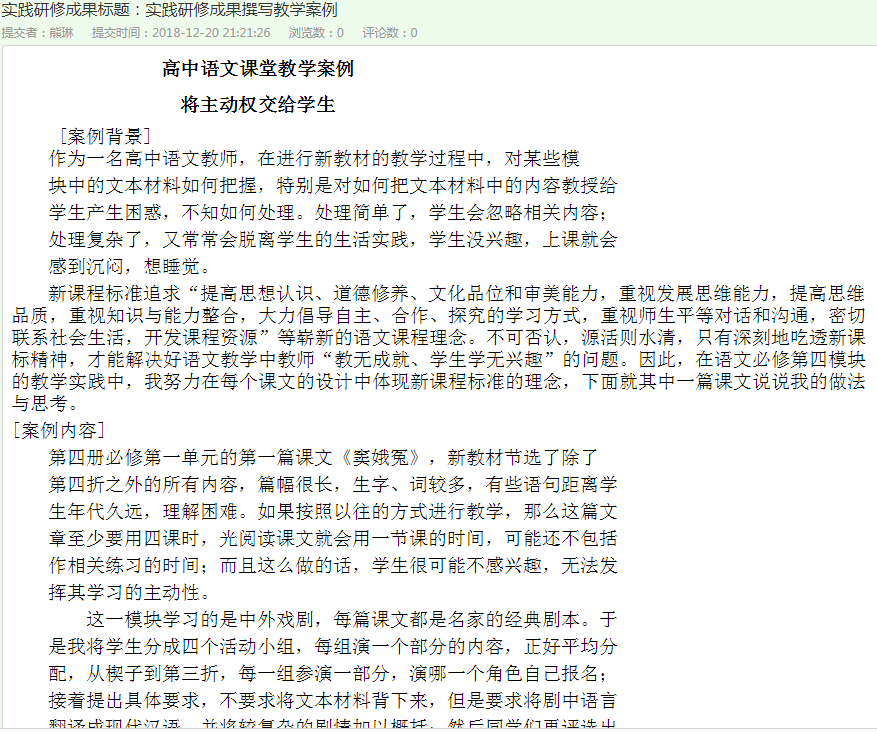 实践研修成果标题：实践研修成果撰写教学案例
提交者：熊琳 提交时间：2018-12-20 21:21:26 浏览数：0 评论数：0
高中语文课堂教学案例
将主动权交给学生
[案例背景]
作为一名高中语文教师，在进行新教材的教学过程中，对某些模
块中的文本材料如何把握，特别是对如何把文本材料中的内容教授给
学生产生困惑，不知如何处理。处理简单了，学生会忽略相关内容；
处理复杂了，又常常会脱离学生的生活实践，学生没兴趣，上课就会
感到沉闷，想睡觉。
新课程标准追求“提高思想认识、道德修养、文化品位和审美能力，重视发展思维能力，提高思维
品质，重视知识与能力整合，大力倡导自主、合作、探究的学习方式，重视师生平等对话和沟通，密切
联系社会生活，开发课程资源”等崭新的语文课程理念。不可否认，源活则水清，只有深刻地吃透新课
标精神，才能解决好语文教学中教师“教无成就、学生学无兴趣”的问题。因此，在语文必修第四模块
的教学实践中，我努力在每个课文的设计中体现新课程标准的理念，下面就其中一篇课文说说我的做法
与思考。
[案例内容]
第四册必修第一单元的第一篇课文《窦娥冤》，新教材节选了除了
第四折之外的所有内容，篇幅很长，生字、词较多，有些语句距离学
生年代久远，理解困难。如果按照以往的方式进行教学，那么这篇文
章至少要用四课时，光阅读课文就会用一节课的时间，可能还不包括
作相关练习的时间；而且这么做的话，学生很可能不感兴趣，无法发
挥其学习的主动性。
这一模块学习的是中外戏剧，每篇课文都是名家的经典剧本。于
是我将学生分成四个活动小组，每组演一个部分的内容，正好平均分
配，从楔子到第三折，每一组参演一部分，演哪一个角色自己报名；
接着提出具体要求，不要求将文本材料背下来，但是要求将剧中语言
翻译成现代汉语，并将较复杂的剧情加以概括，然后同学们再评选出